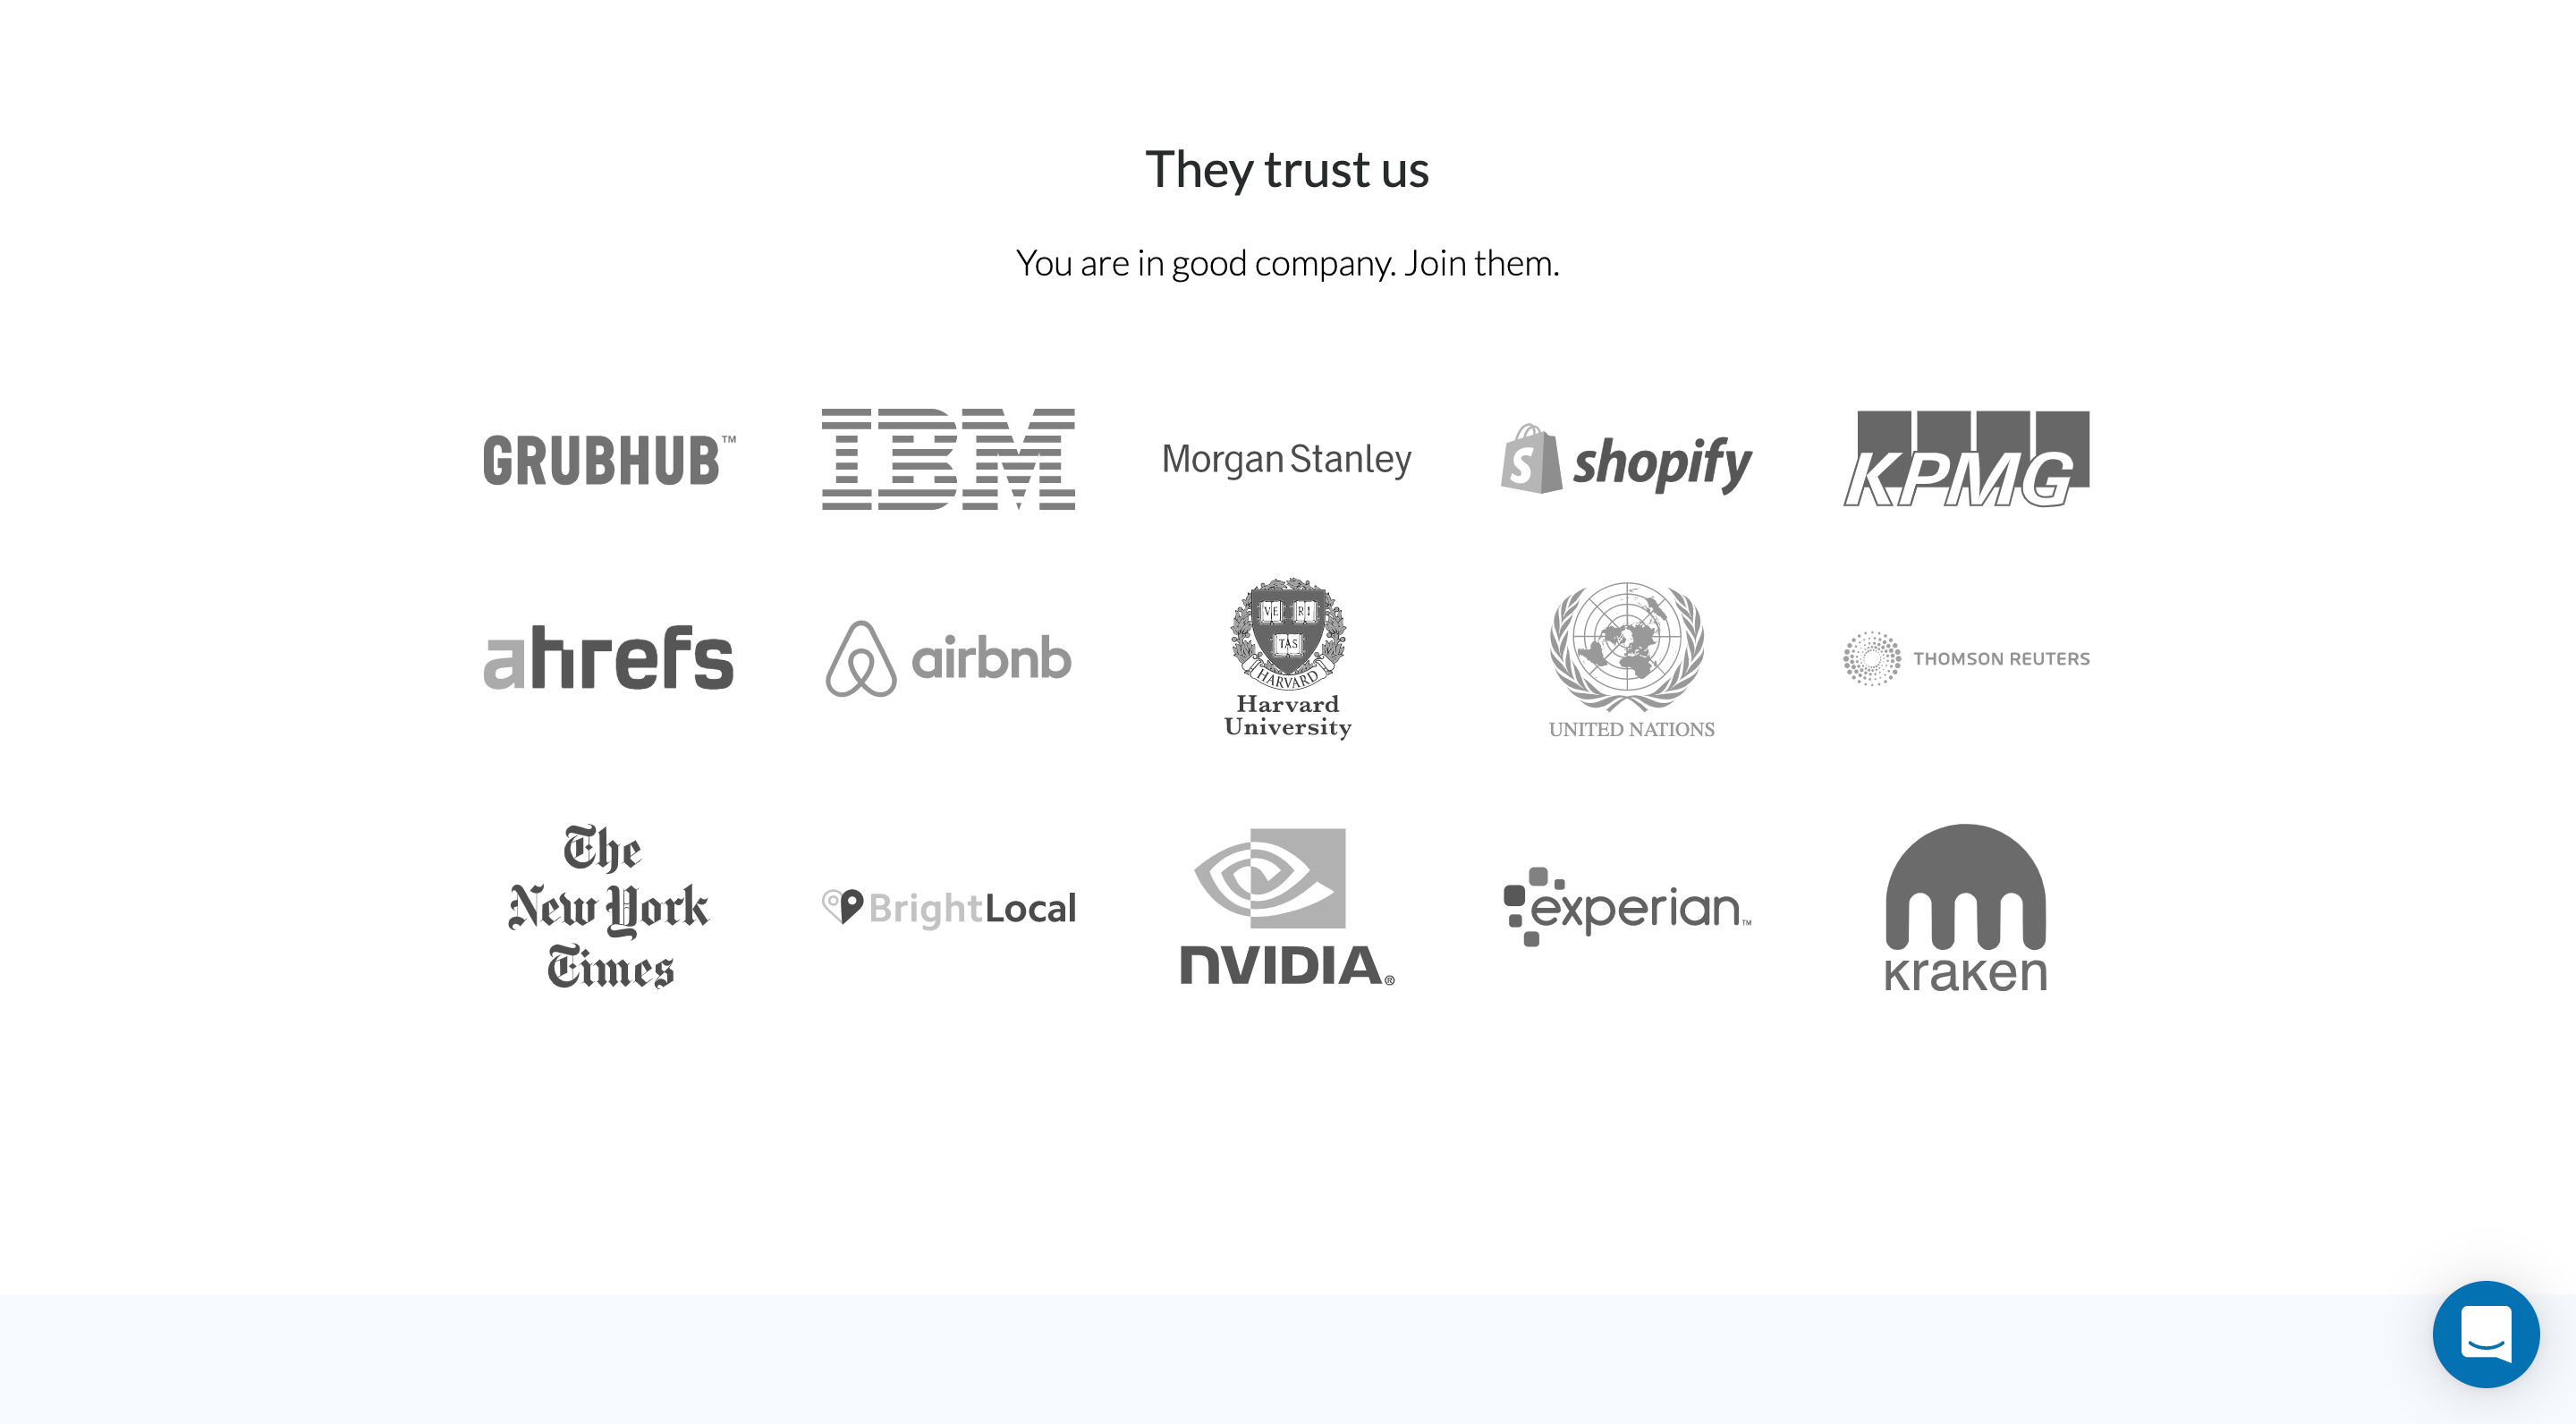 They trust us
You are in good company. Join them.
GRUBHUB™
IBM
Morgan Stanley
S shopify
KPMG
ahrefs
airbnb
VE RI
TAS
HARVARD
Harvard
University
UNITED NATIONS
THOMSON REUTERS
The
New York
Times
BrightLocal
NVIDIA®
experian™
kraken